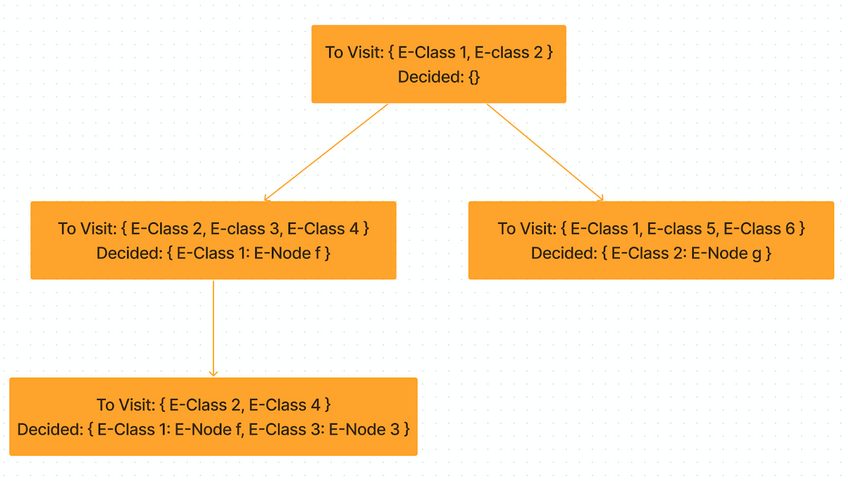 To Visit: { E-Class 1, E-class 2 }
Decided: {}
To Visit: { E-Class 2, E-class 3, E-Class 4 }
Decided: { E-Class 1: E-Node f }
To Visit: { E-Class 1, E-class 5, E-Class 6 }
Decided: { E-Class 2: E-Node g }
To Visit: { E-Class 2, E-Class 4 }
Decided: { E-Class 1: E-Node f, E-Class 3: E-Node 3 }